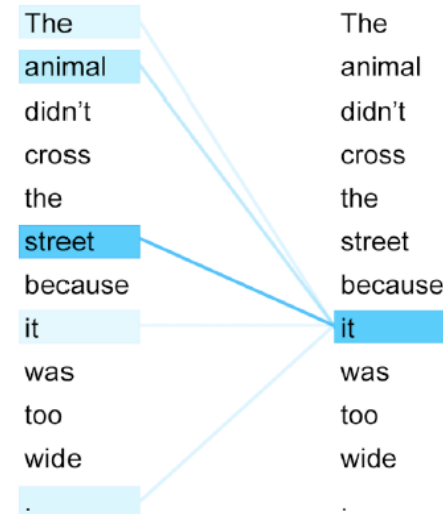 The
animal
didn't
cross
the
street
because
it
was
too
wide
.
The
animal
didn't
cross
the
street
because
it
was
too
wide
.